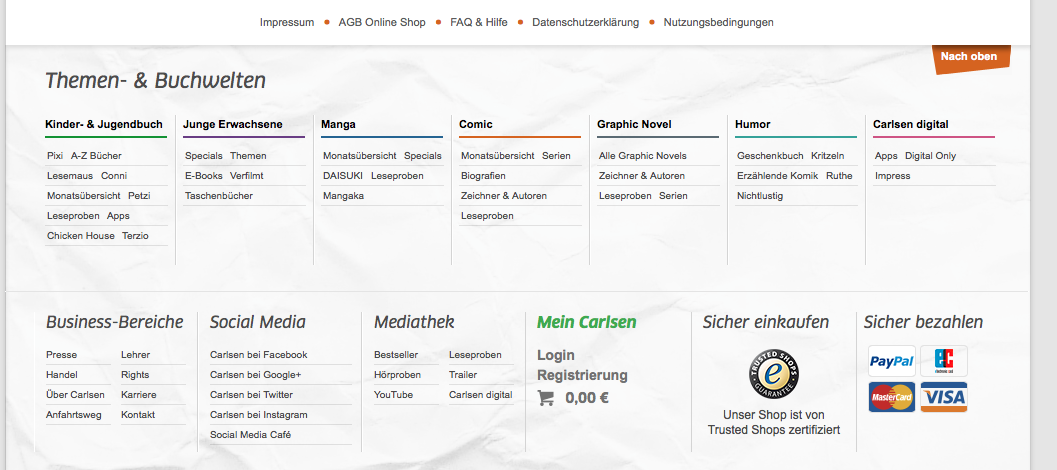 Impressum • AGB Online Shop • FAQ & Hilfe • Datenschutzerklärung • Nutzungsbedingungen
Nach oben
Themen- & Buchwelten
Kinder- & Jugendbuch
Pixi A-Z Bücher
Lesemaus Conni
Monatsübersicht Petzi
Leseproben Apps
Chicken House Terzio
Junge Erwachsene
Specials Themen
E-Books Verfilmt
Taschenbücher
Manga
Monatsübersicht Specials
DAISUKI Leseproben
Mangaka
Comic
Monatsübersicht Serien
Biografien
Zeichner & Autoren
Leseproben
Graphic Novel
Alle Graphic Novels
Zeichner & Autoren
Leseproben Serien
Humor
Geschenkbuch Kritzeln
Erzählende Komik Ruthe
Nichtlustig
Carlsen digital
Apps Digital Only
Impress
Business-Bereiche
Presse Lehrer
Handel Rights
Über Carlsen Karriere
Anfahrtsweg Kontakt
Social Media
Carlsen bei Facebook
Carlsen bei Google+
Carlsen bei Twitter
Carlsen bei Instagram
Social Media Café
Mediathek
Bestseller Leseproben
Hörproben Trailer
YouTube Carlsen digital
Mein Carlsen
Login
Registrierung
0,00 €
Sicher einkaufen
TRUSTED SHOPS
e
GUARANTEE
Unser Shop ist von
Trusted Shops zertifiziert
Sicher bezahlen
PayPal
ec
MasterCard
VISA